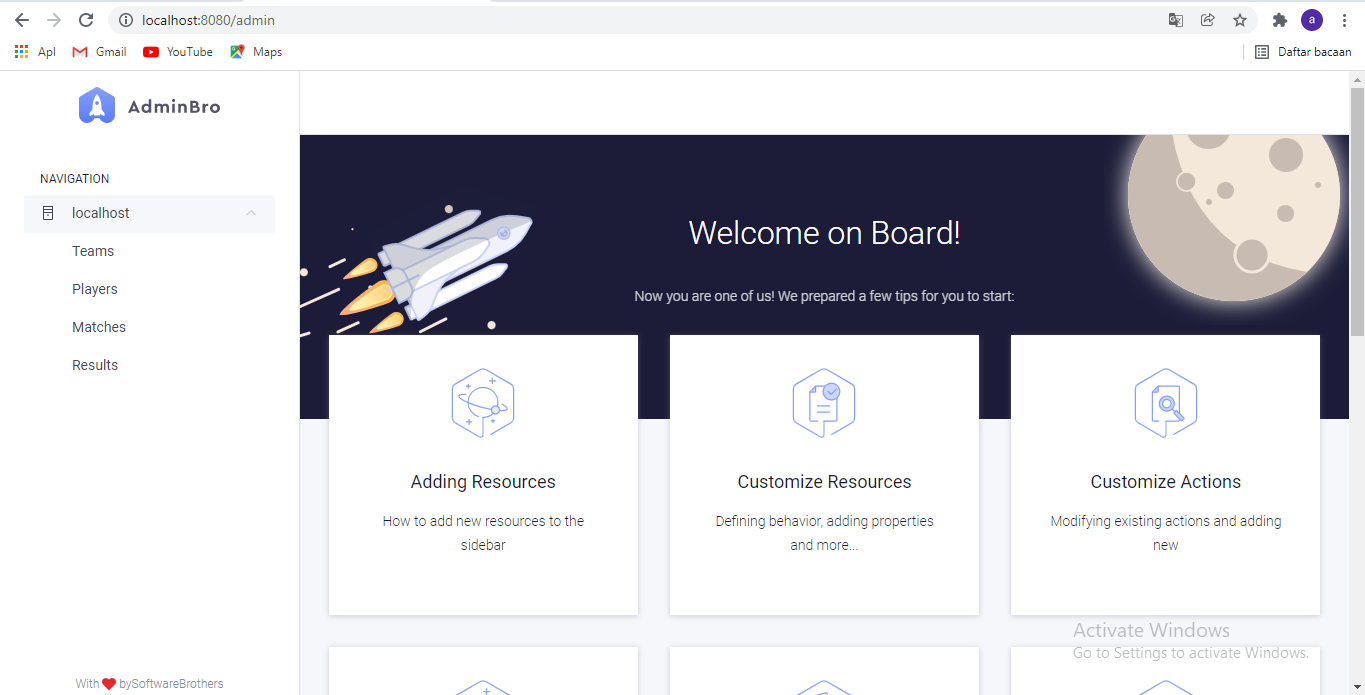 localhost:8080/admin
a
Apl
Gmail
YouTube
Maps
Daftar bacaan
AdminBro
NAVIGATION
localhost
Teams
Players
Matches
Results
With ❤ bySoftwareBrothers
Welcome on Board!
Now you are one of us! We prepared a few tips for you to start:
Adding Resources
How to add new resources to the
sidebar
Customize Resources
Defining behavior, adding properties
and more...
Customize Actions
Modifying existing actions and adding
new
Activate Windows
Go to Settings to activate Windows.